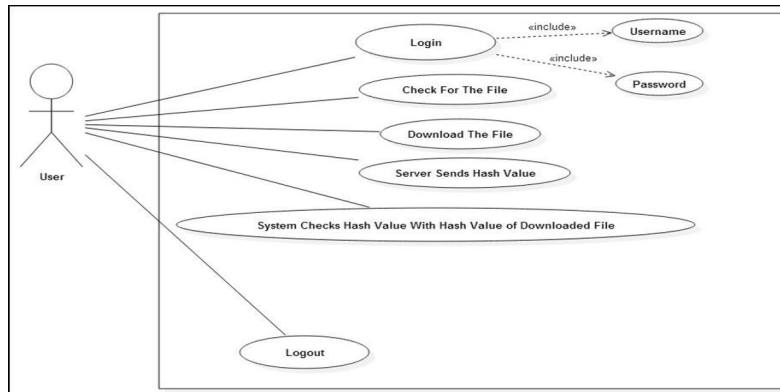 «include»
Username
Login
«include»
Password
Check For The File
Download The File
Server Sends Hash Value
User
System Checks Hash Value With Hash Value of Downloaded File
Logout